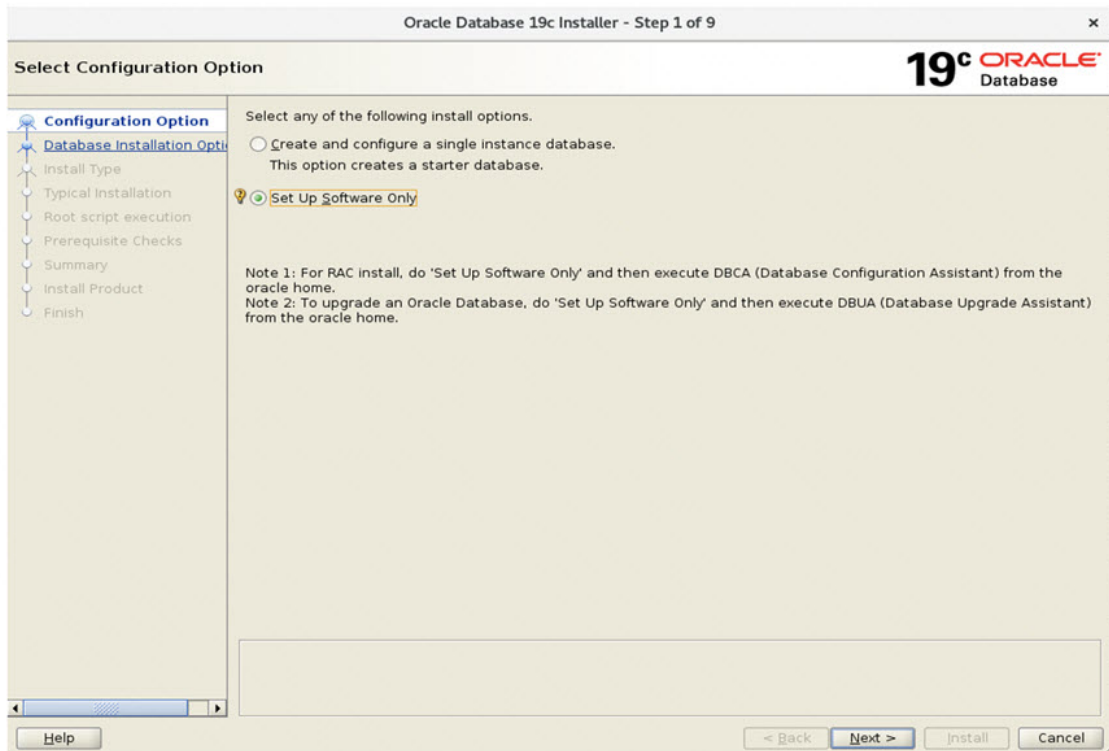 Oracle Database 19c Installer - Step 1 of 9
×
Select Configuration Option
19c ORACLE
Database
Configuration Option
Database Installation Opti
Install Type
Typical Installation
Root script execution
Prerequisite Checks
Summary
Install Product
Finish
Select any of the following install options.
Create and configure a single instance database.
This option creates a starter database.
Set Up Software Only
Note 1: For RAC install, do 'Set Up Software Only' and then execute DBCA (Database Configuration Assistant) from the
oracle home.
Note 2: To upgrade an Oracle Database, do 'Set Up Software Only' and then execute DBUA (Database Upgrade Assistant)
from the oracle home.
Help
< Back
Next >
Install
Cancel